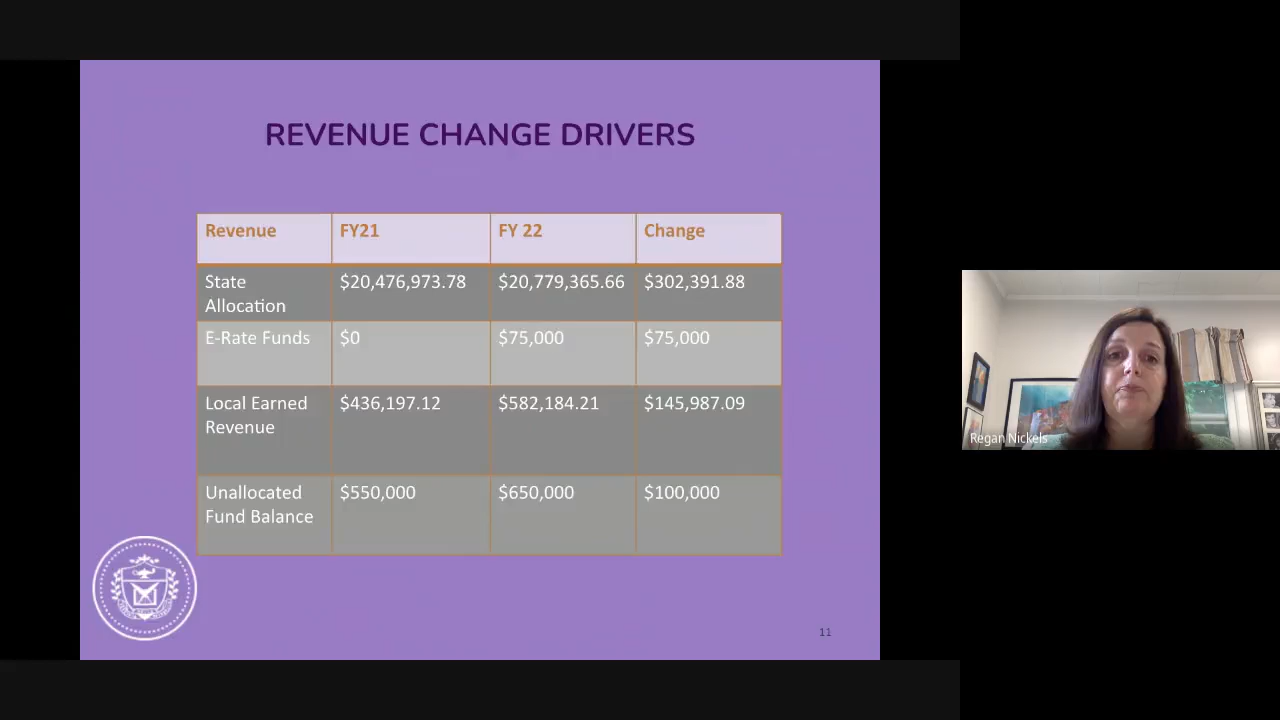 REVENUE CHANGE DRIVERS
Revenue FY21 FY 22 Change
State Allocation $20,476,973.78 $20,779,365.66 $302,391.88
E-Rate Funds $0 $75,000 $75,000
Local Earned Revenue $436,197.12 $582,184.21 $145,987.09
Unallocated Fund Balance $550,000 $650,000 $100,000
11
Regan Nickels